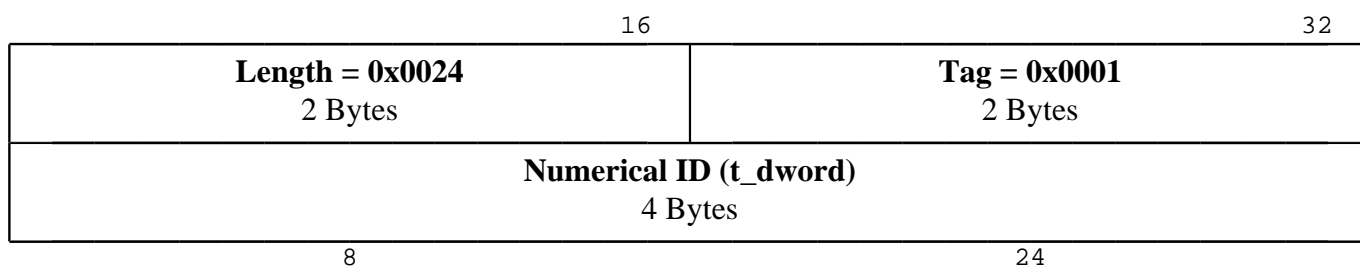 16 32
Length = 0x0024 Tag = 0x0001
2 Bytes 2 Bytes
Numerical ID (t_dword)
4 Bytes
8 24